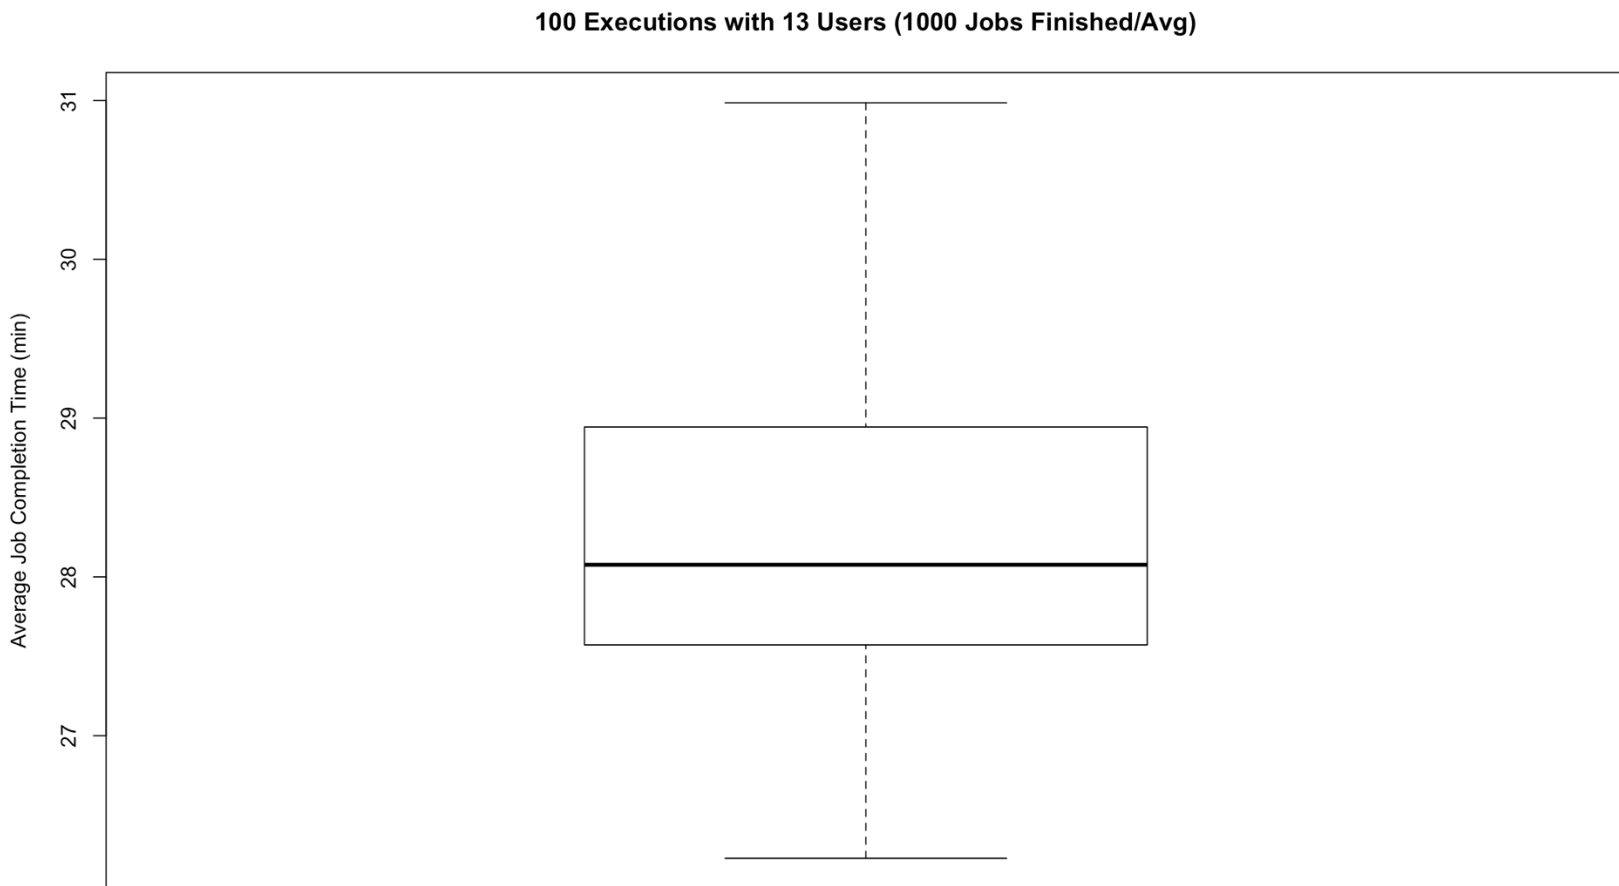 100 Executions with 13 Users (1000 Jobs Finished/Avg)
31
30
29
28
27
Average Job Completion Time (min)